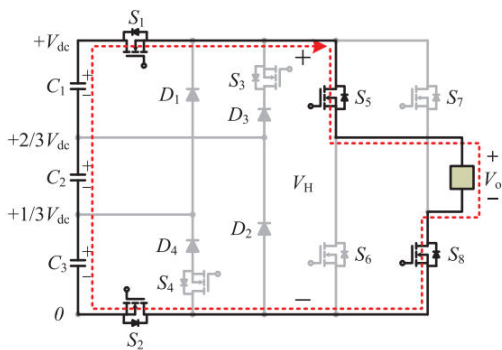 S1
+Vdc
+
C1
−
D1
S3
D3
+
S5
S7
+2/3Vdc
+
C2
−
VH
+
Vo
−
+1/3Vdc
+
C3
−
D4
D2
S4
S6
S8
−
0
S2